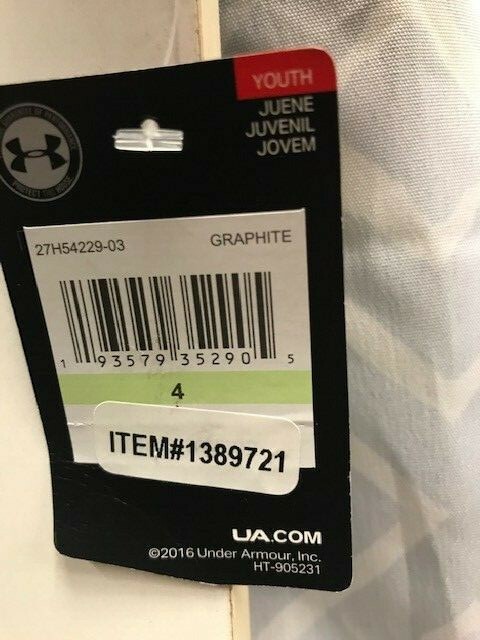 YOUTH
JUENE
JUVENIL
JOVEM
27H54229-03
GRAPHITE
1 93579 35290 5
4
ITEM#1389721
UA.COM
©2016 Under Armour, Inc.
HT-905231